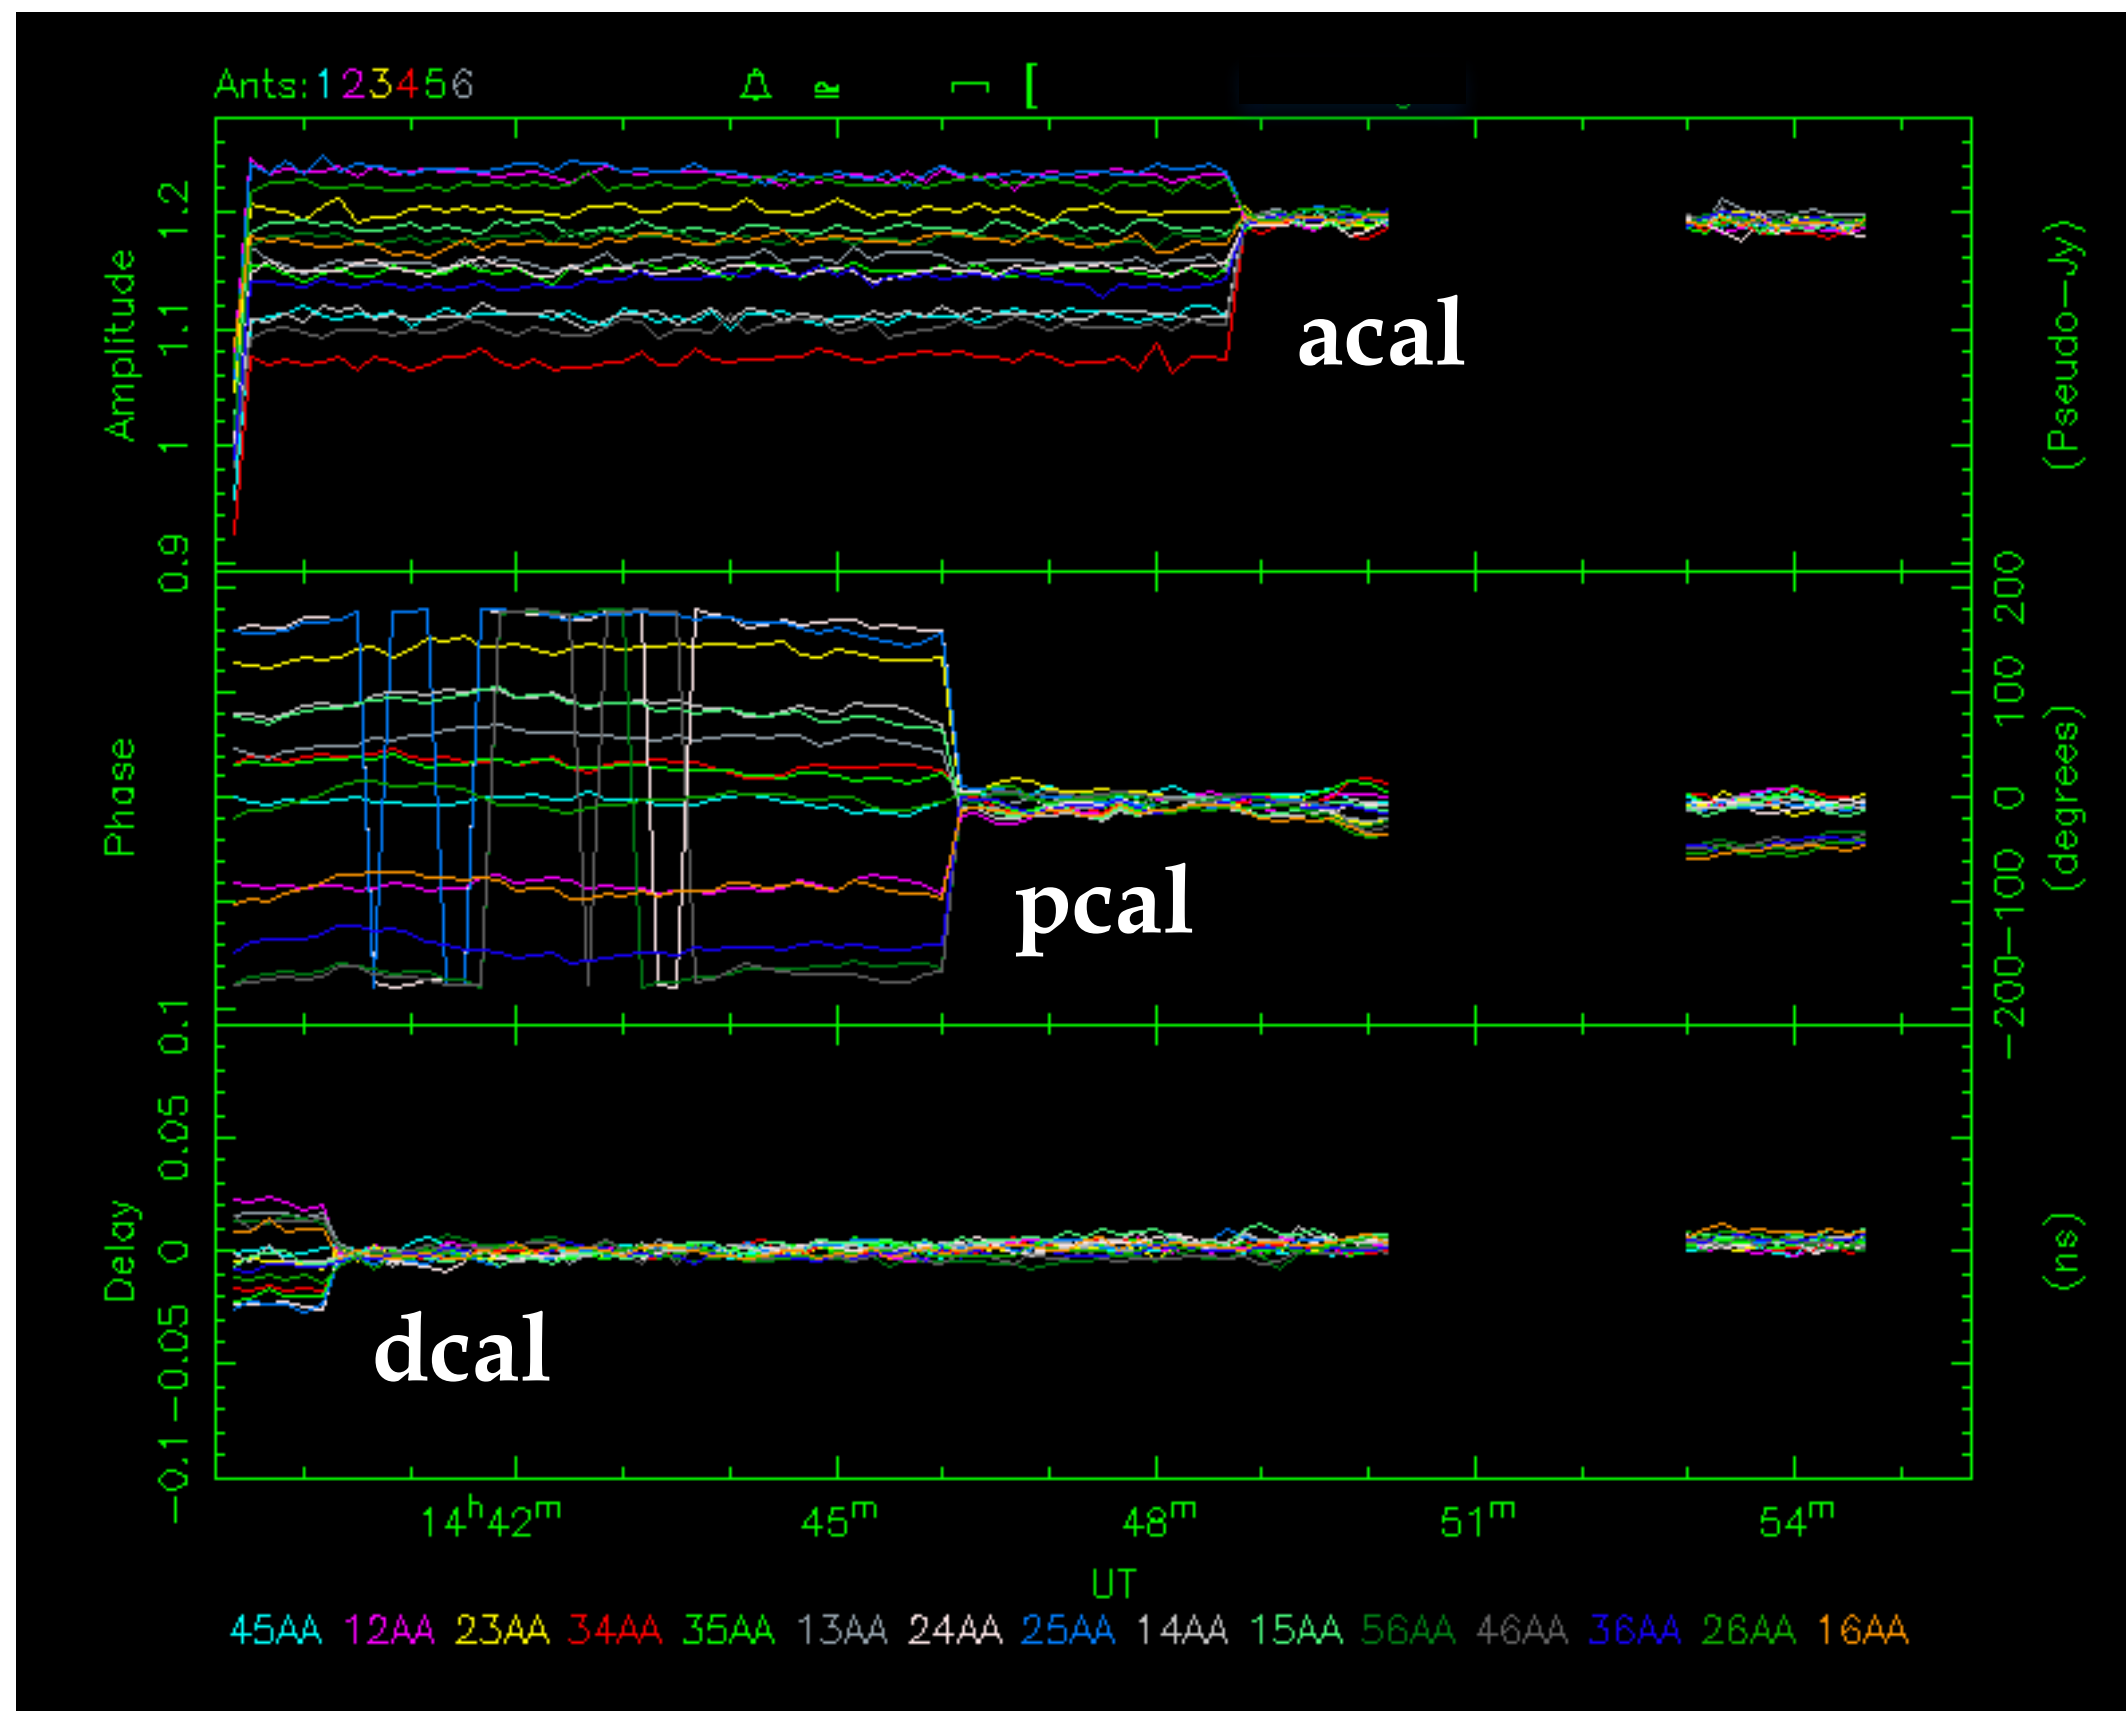 Ants:123456
Amplitude
0.9 1 1.1 1.2
(Pseudo-Jy)
acal
Phase
-200 -100 0 100 200
(degrees)
pcal
Delay
-0.1 -0.05 0 0.05 0.1
(ns)
dcal
14h42m 45m 48m 51m 54m
UT
45AA 12AA 23AA 34AA 35AA 13AA 24AA 25AA 14AA 15AA 56AA 46AA 36AA 26AA 16AA